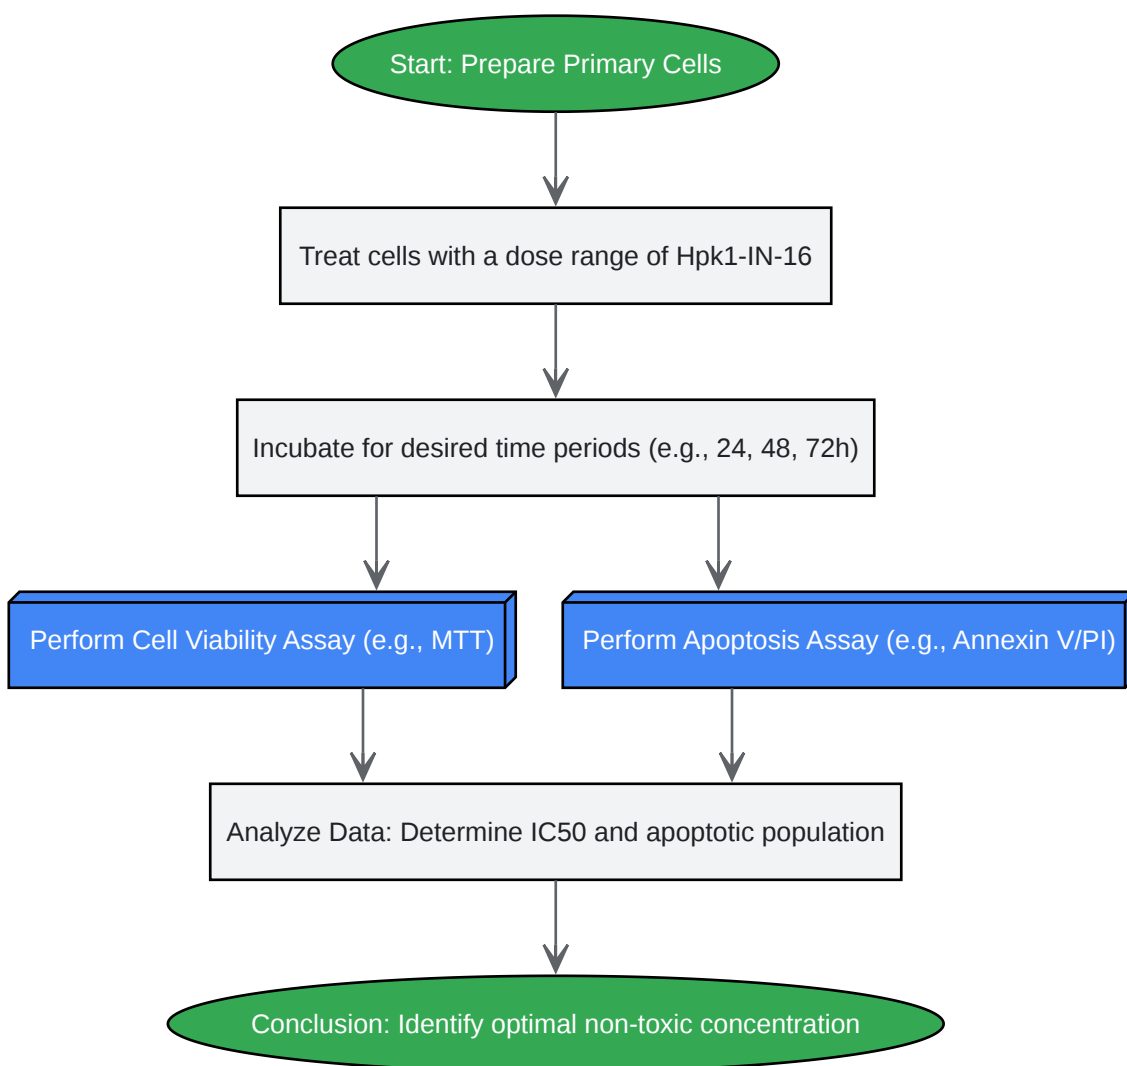 Start: Prepare Primary Cells
Treat cells with a dose range of Hpk1-IN-16
Incubate for desired time periods (e.g., 24, 48, 72h)
Perform Cell Viability Assay (e.g., MTT)
Perform Apoptosis Assay (e.g., Annexin V/PI)
Analyze Data: Determine IC50 and apoptotic population
Conclusion: Identify optimal non-toxic concentration